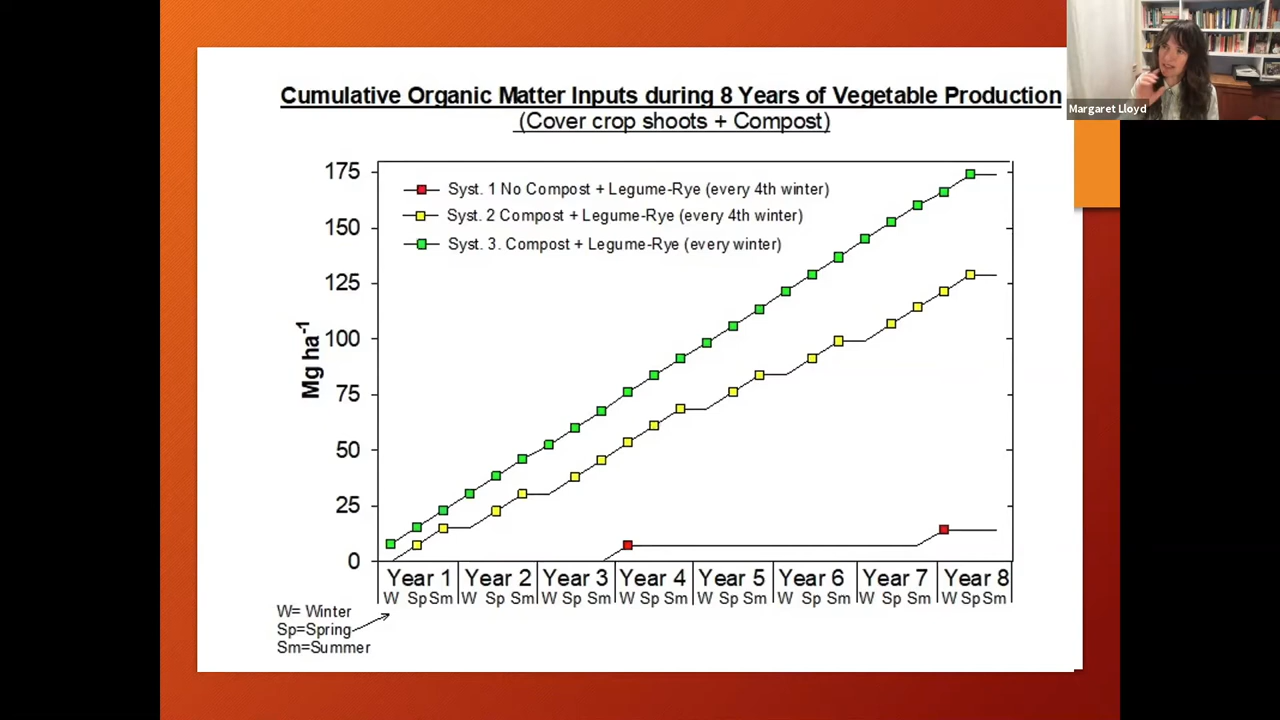 Margaret Lloyd
Cumulative Organic Matter Inputs during 8 Years of Vegetable Production
(Cover crop shoots + Compost)
Syst. 1 No Compost + Legume-Rye (every 4th winter)
Syst. 2 Compost + Legume-Rye (every 4th winter)
Syst. 3. Compost + Legume-Rye (every winter)
175
150
125
100
75
50
25
0
Mg ha-1
Year 1 Year 2 Year 3 Year 4 Year 5 Year 6 Year 7 Year 8
W Sp Sm W Sp Sm W Sp Sm W Sp Sm W Sp Sm W Sp Sm W Sp Sm W Sp Sm
W= Winter
Sp=Spring
Sm=Summer